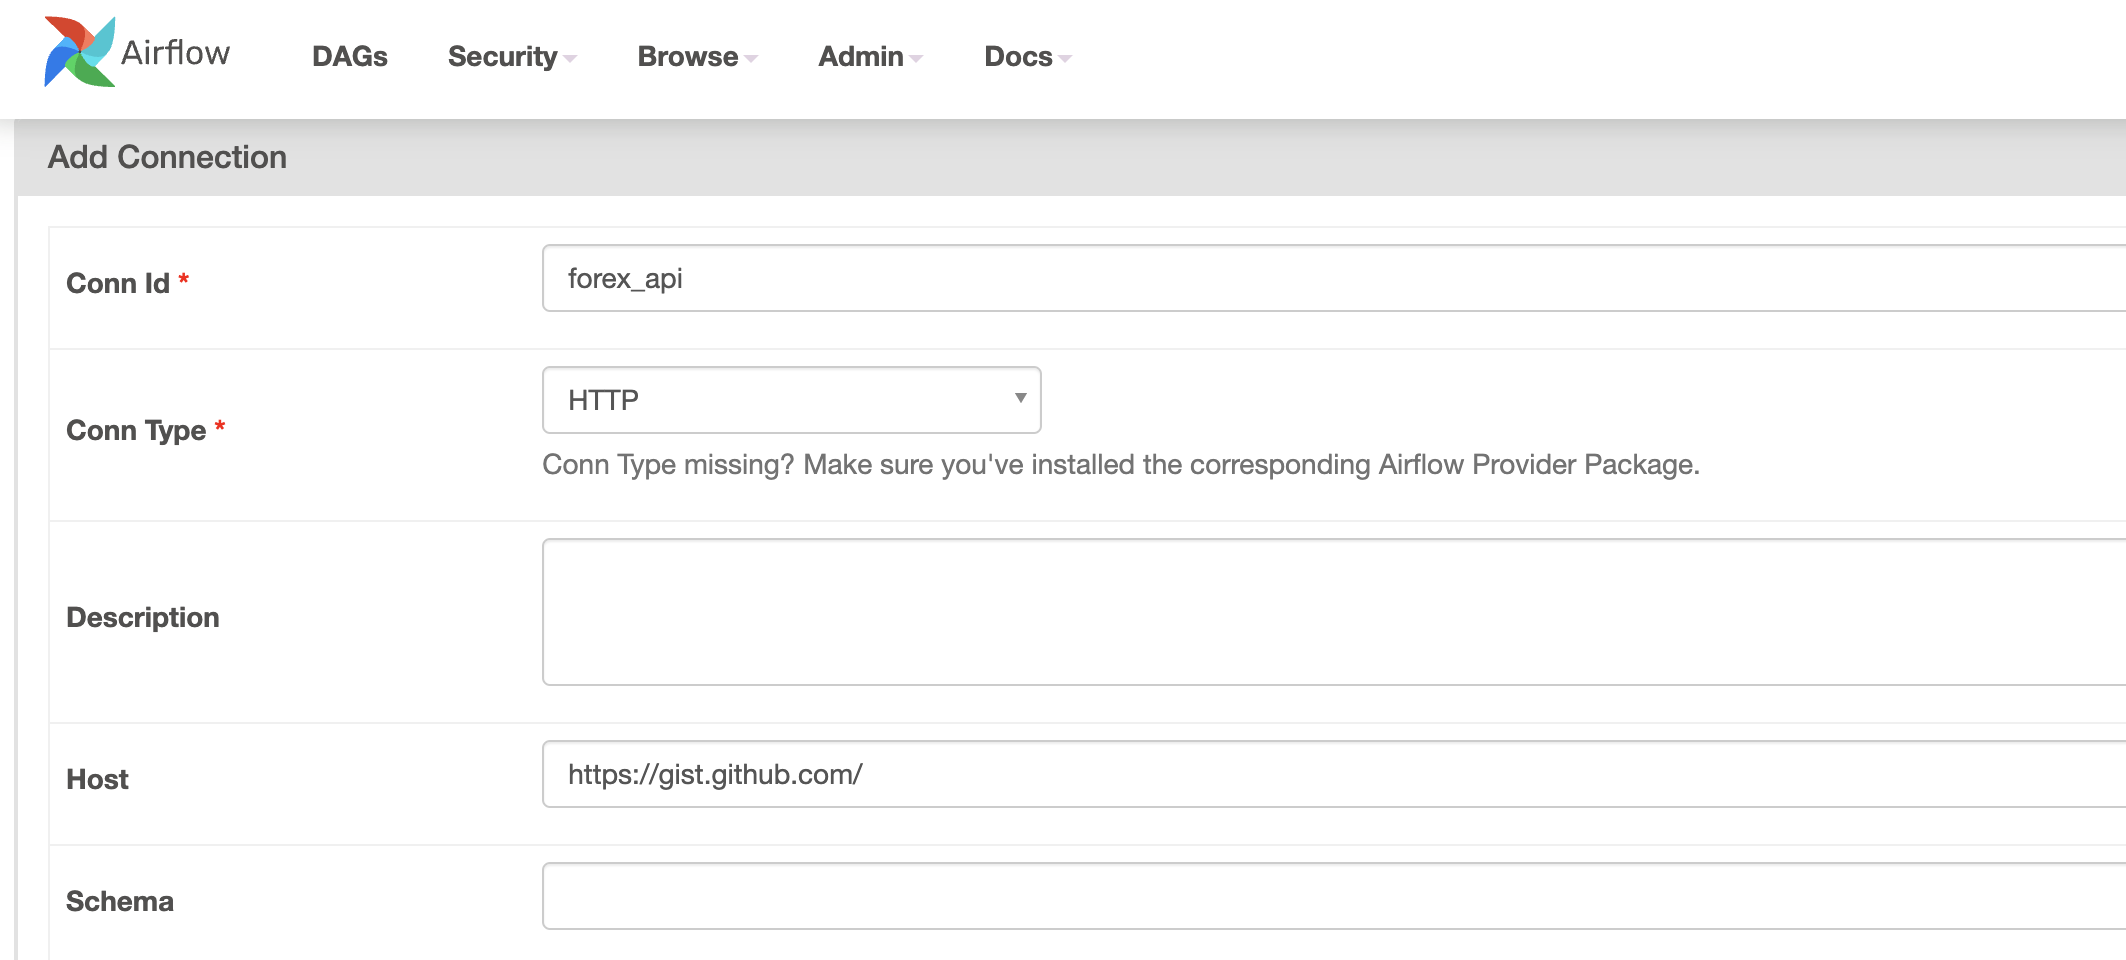 Airflow DAGs Security Browse Admin Docs
Add Connection
Conn Id * forex_api
Conn Type * HTTP
Conn Type missing? Make sure you've installed the corresponding Airflow Provider Package.
Description
Host https://gist.github.com/
Schema